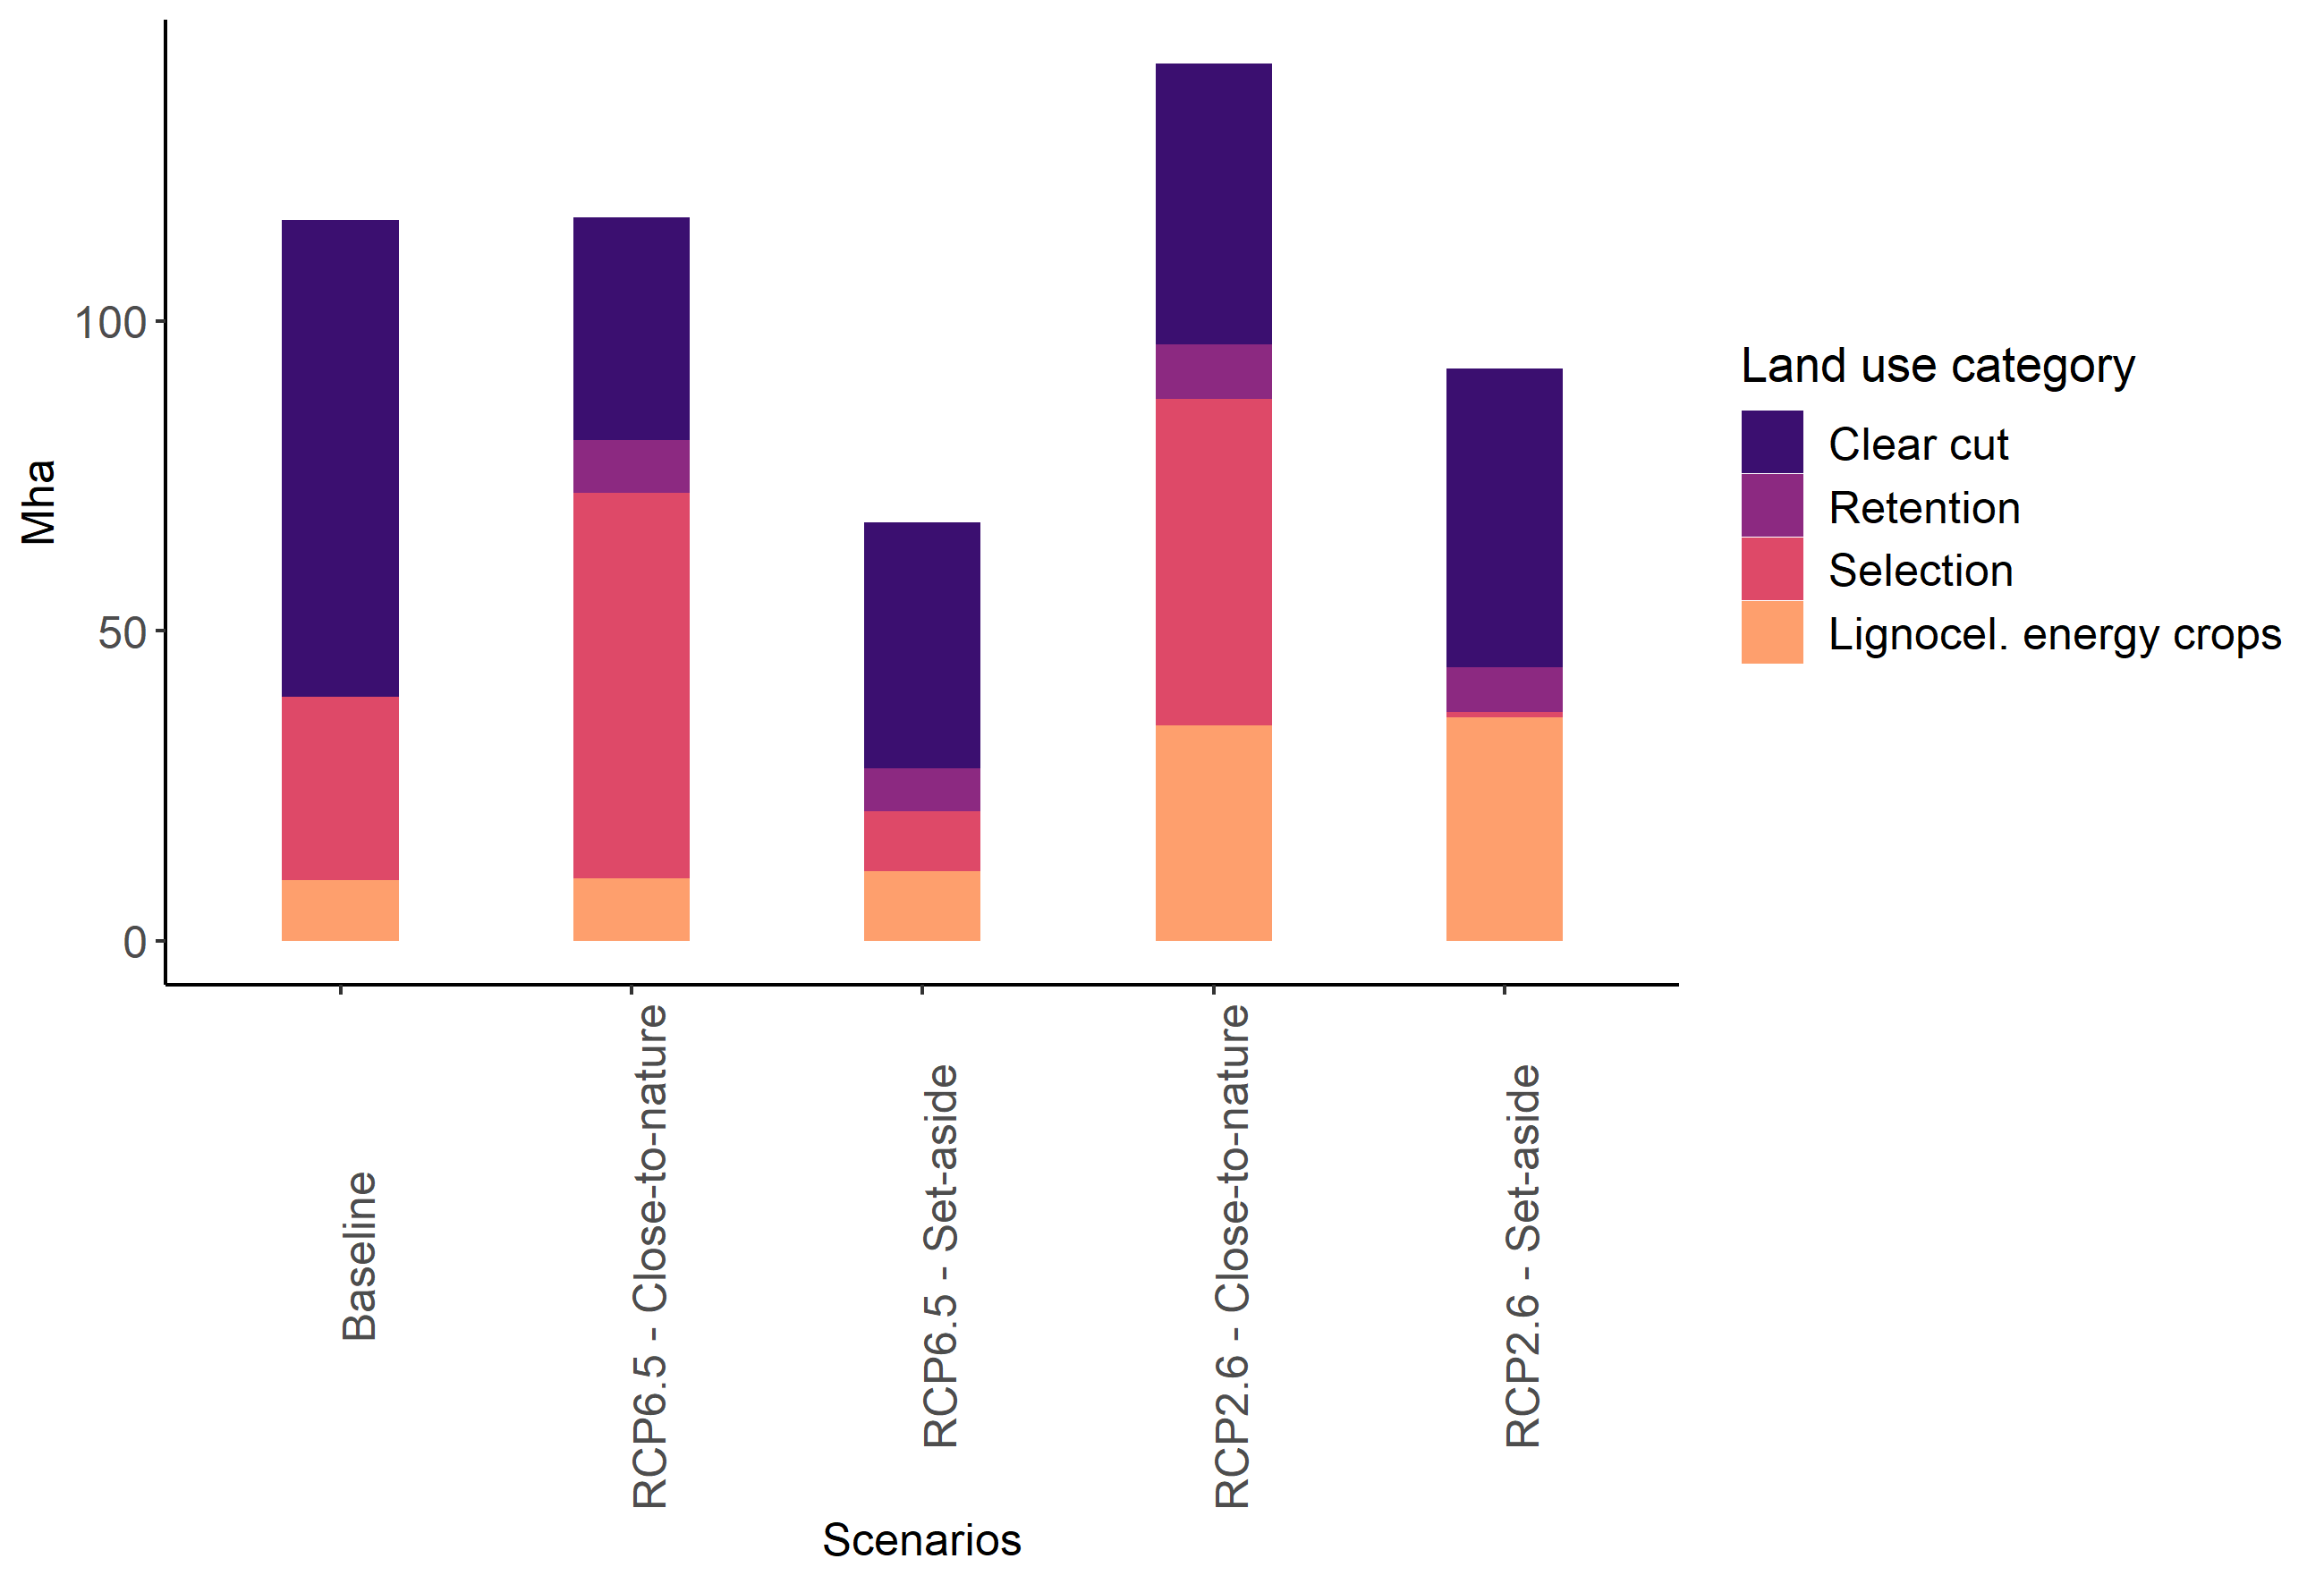 Mha
100
50
0
Baseline
RCP6.5 - Close-to-nature
RCP6.5 - Set-aside
RCP2.6 - Close-to-nature
RCP2.6 - Set-aside
Scenarios
Land use category
Clear cut
Retention
Selection
Lignocel. energy crops